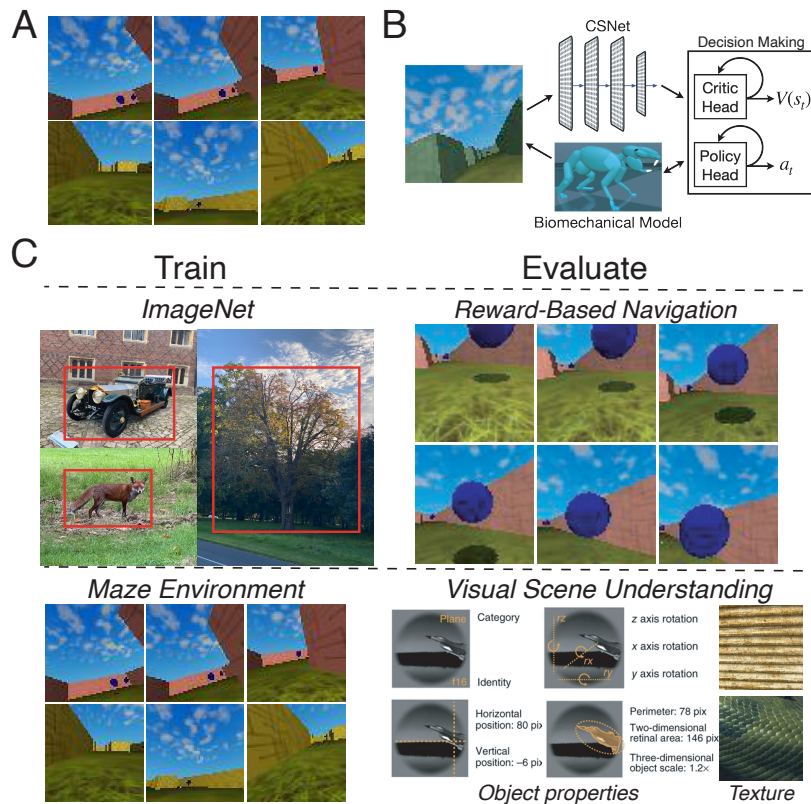 A
B
CSNet
Decision Making
Critic
Head
V(s_t)
Policy
Head
a_t
Biomechanical Model
C
Train
Evaluate
ImageNet
Reward-Based Navigation
Maze Environment
Visual Scene Understanding
Plane
Category
f16
Identity
rz
rx
ry
z axis rotation
x axis rotation
y axis rotation
Horizontal
position: 80 pix
Vertical
position: –6 pix
Perimeter: 78 pix
Two-dimensional
retinal area: 146 pix
Three-dimensional
object scale: 1.2×
Object properties
Texture